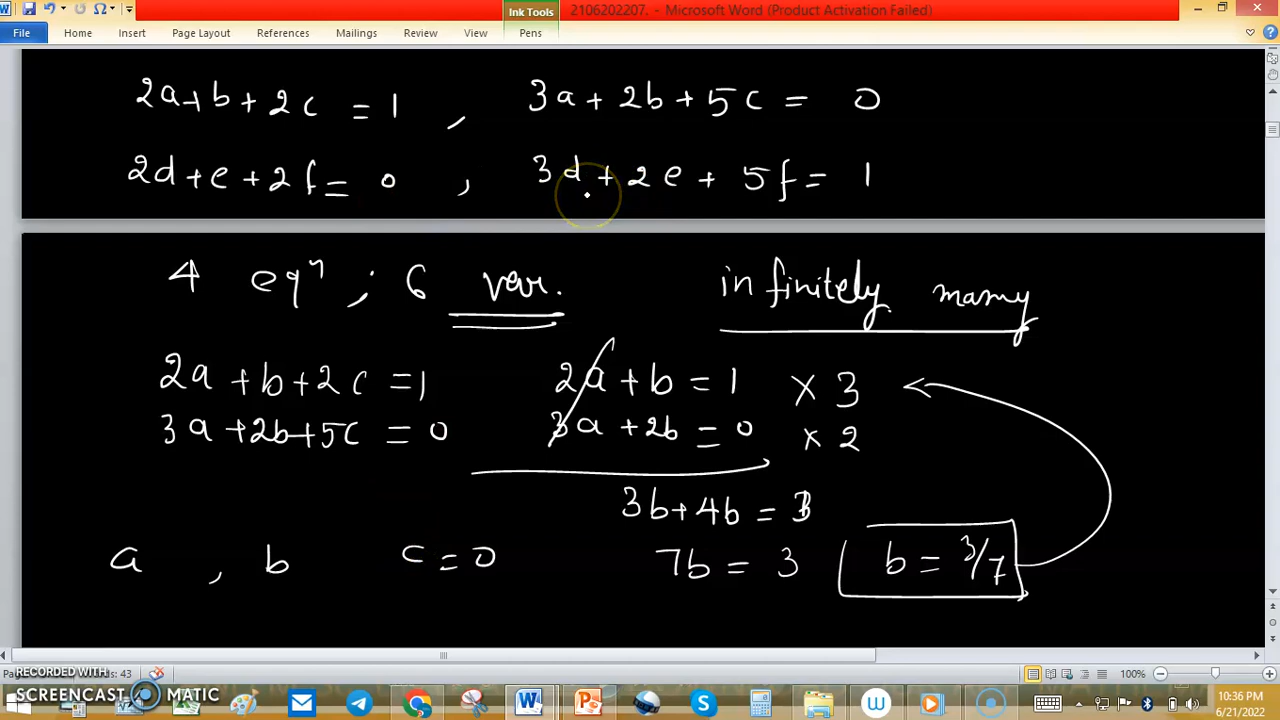 Ink Tools
2106202207. - Microsoft Word (Product Activation Failed)
File Home Insert Page Layout References Mailings Review View Pens
2a+b+2c = 1 , 3a+2b+5c = 0
2d+e+2f = 0 , 3d+2e+5f = 1
4 eqn ; 6 var. infinitely many
2a+b+2c = 1 2a+b = 1 × 3
3a+2b+5c = 0 3a+2b = 0 × 2
3b+4b = 3
a , b c = 0 7b = 3 b = 3/7
43
100%
RECORDED WITH
SCREENCAST MATIC
10:36 PM
6/21/2022